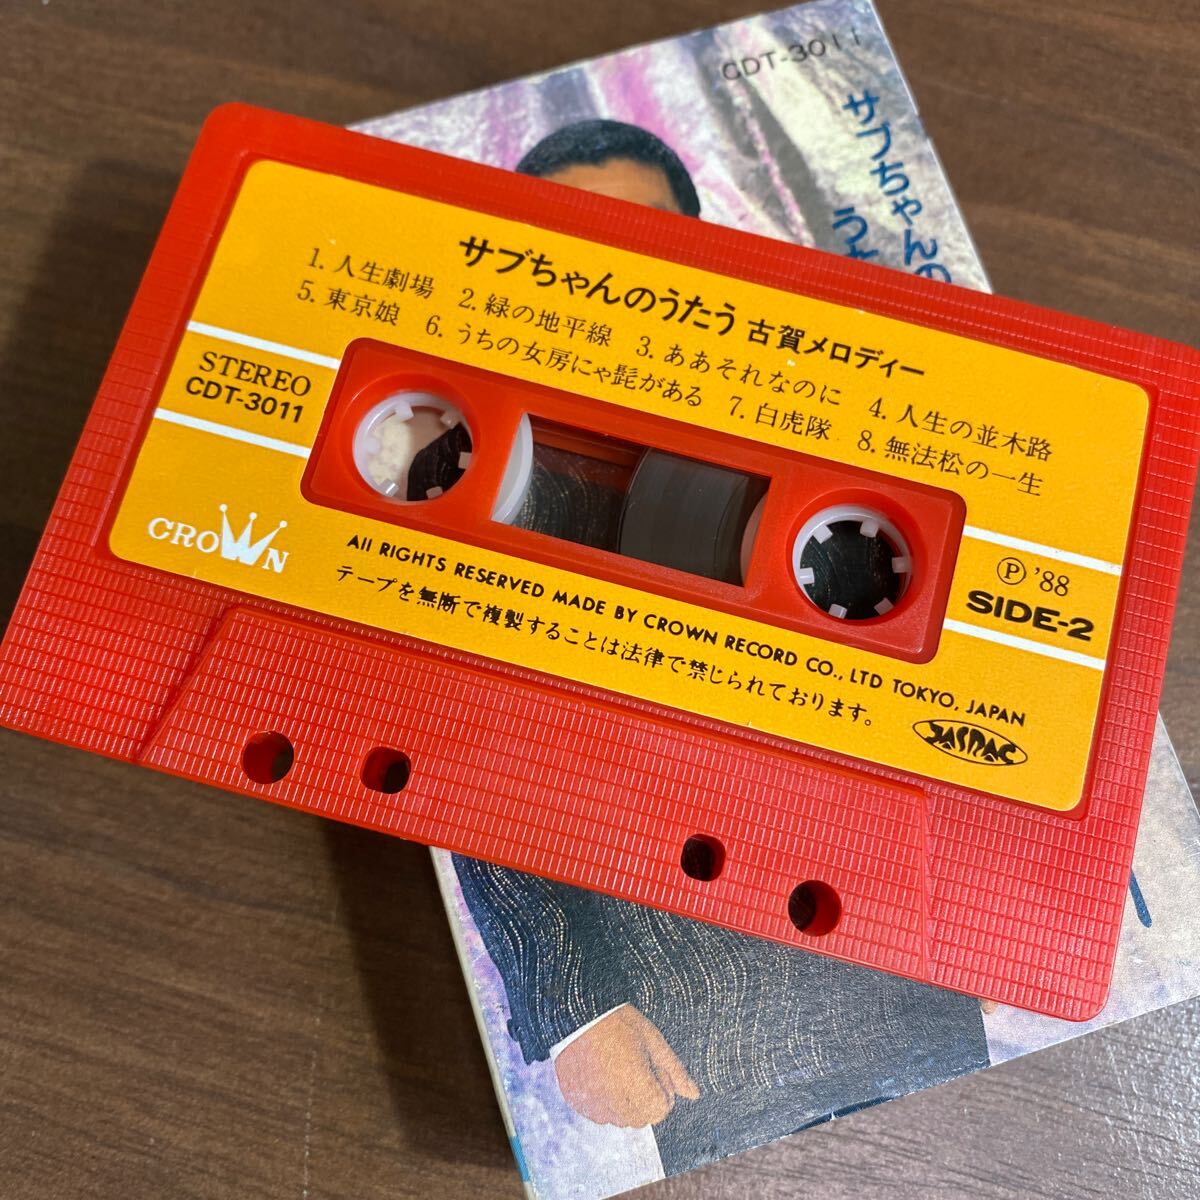 CDT-3011
サブちゃんの
うた
サブちゃんのうたう 古賀メロディー
1. 人生劇場 2. 緑の地平線 3. ああそれなのに 4. 人生の並木路
5. 東京娘 6. うちの女房にゃ髭がある 7. 白虎隊 8. 無法松の一生
STEREO
CDT-3011
CROWN
Ⓟ '88
SIDE-2
All RIGHTS RESERVED MADE BY CROWN RECORD CO., LTD TOKYO, JAPAN
テープを無断で複製することは法律で禁じられております。
JASRAC